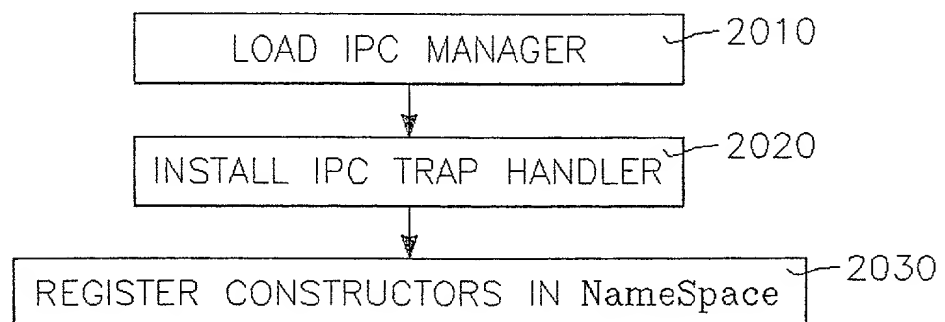 LOAD IPC MANAGER 2010
INSTALL IPC TRAP HANDLER 2020
REGISTER CONSTRUCTORS IN NameSpace 2030